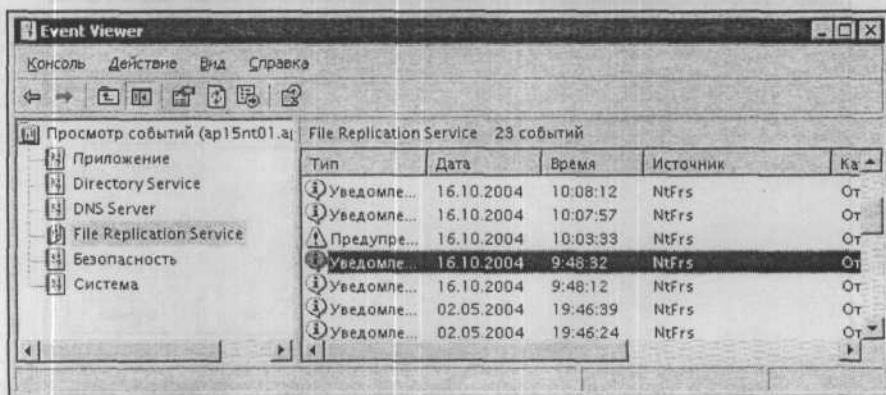 Event Viewer
Консоль Действие Вид Справка
Просмотр событий (ap15nt01.ap
Приложение
Directory Service
DNS Server
File Replication Service
Безопасность
Система
File Replication Service 23 событий
Тип Дата Время Источник Ка
Уведомле... 16.10.2004 10:08:12 NtFrs От
Уведомле... 16.10.2004 10:07:57 NtFrs От
Предупре... 16.10.2004 10:03:33 NtFrs От
Уведомле... 16.10.2004 9:48:32 NtFrs От
Уведомле... 16.10.2004 9:48:12 NtFrs От
Уведомле... 02.05.2004 19:46:39 NtFrs От
Уведомле... 02.05.2004 19:46:24 NtFrs От